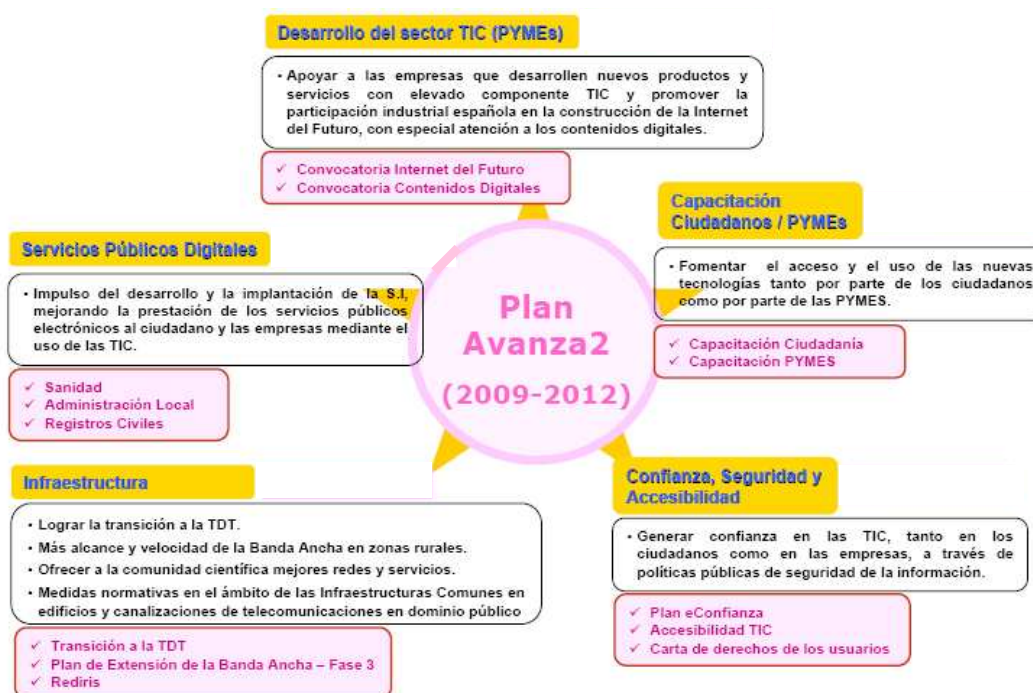 Desarrollo del sector TIC (PYMEs)
• Apoyar a las empresas que desarrollen nuevos productos y
servicios con elevado componente TIC y promover la
participación industrial española en la construcción de la Internet
del Futuro, con especial atención a los contenidos digitales.
✓ Convocatoria Internet del Futuro
✓ Convocatoria Contenidos Digitales
Capacitación
Ciudadanos / PYMEs
• Fomentar el acceso y el uso de las nuevas
tecnologías tanto por parte de los ciudadanos
como por parte de las PYMES.
✓ Capacitación Ciudadanía
✓ Capacitación PYMES
Servicios Públicos Digitales
• Impulso del desarrollo y la implantación de la S.I,
mejorando la prestación de los servicios públicos
electrónicos al ciudadano y las empresas mediante el
uso de las TIC.
✓ Sanidad
✓ Administración Local
✓ Registros Civiles
Plan
Avanza2
(2009-2012)
Infraestructura
• Lograr la transición a la TDT.
• Más alcance y velocidad de la Banda Ancha en zonas rurales.
• Ofrecer a la comunidad científica mejores redes y servicios.
• Medidas normativas en el ámbito de las Infraestructuras Comunes en
edificios y canalizaciones de telecomunicaciones en dominio público
✓ Transición a la TDT
✓ Plan de Extensión de la Banda Ancha – Fase 3
✓ Rediris
Confianza, Seguridad y
Accesibilidad
• Generar confianza en las TIC, tanto en los
ciudadanos como en las empresas, a través de
políticas públicas de seguridad de la información.
✓ Plan eConfianza
✓ Accesibilidad TIC
✓ Carta de derechos de los usuarios